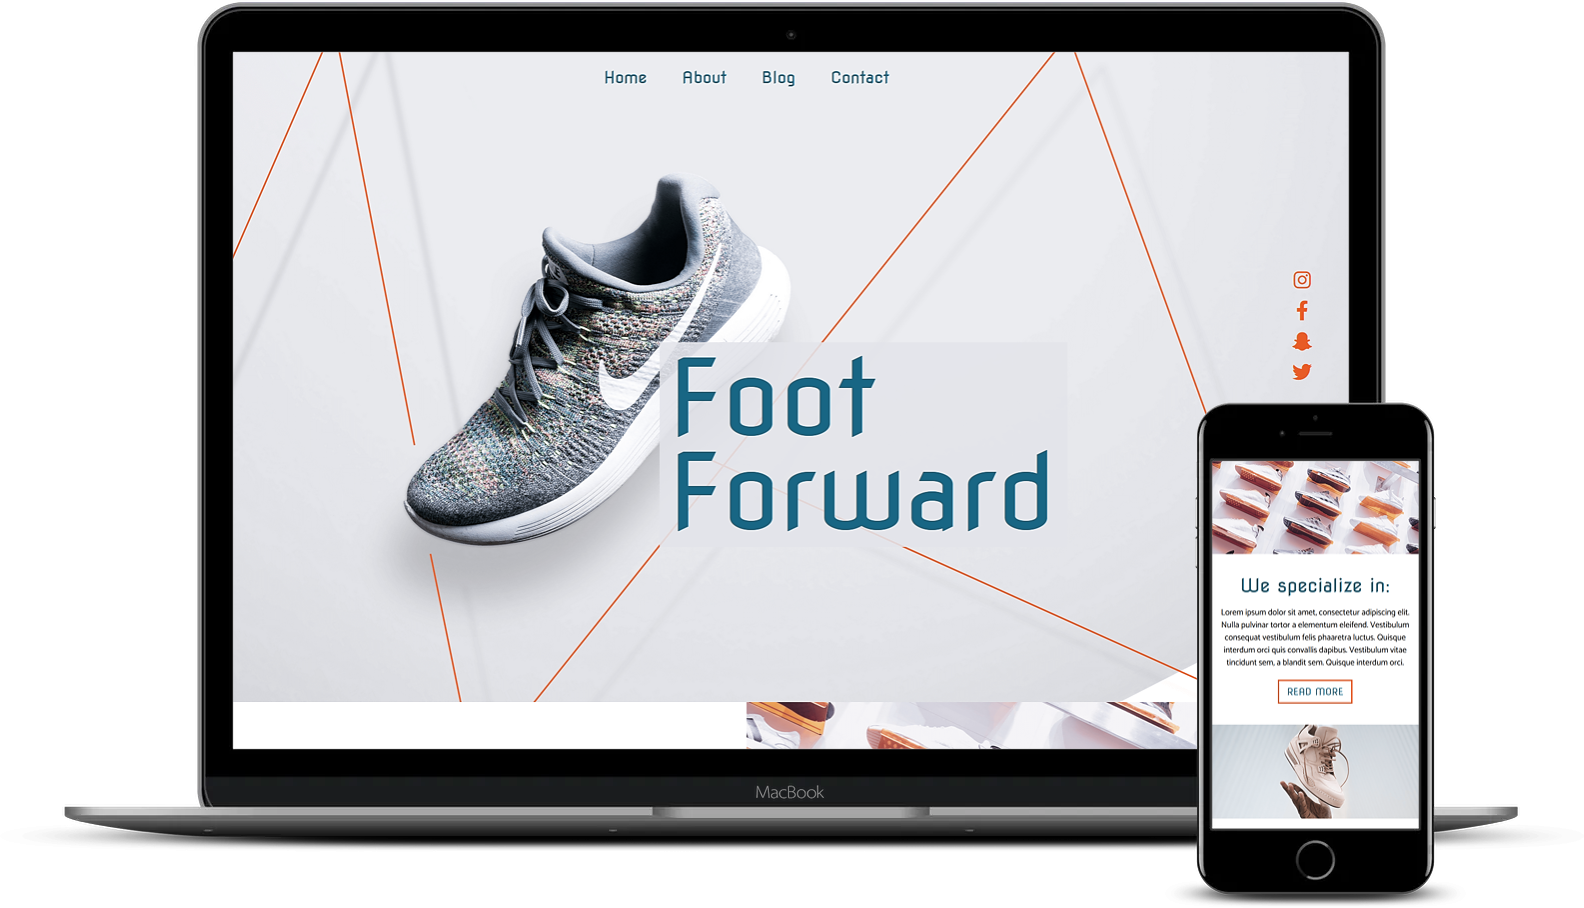 Home About Blog Contact
Foot
Forward
MacBook
We specialize in:
Lorem ipsum dolor sit amet, consectetur adipiscing elit.
Nulla pulvinar tortor a elementum eleifend. Vestibulum
consequat vestibulum felis phaaretra luctus. Quisque
interdum orci quis convallis dapibus. Vestibulum vitae
tincidunt sem, a blandit sem. Quisque interdum orci.
READ MORE